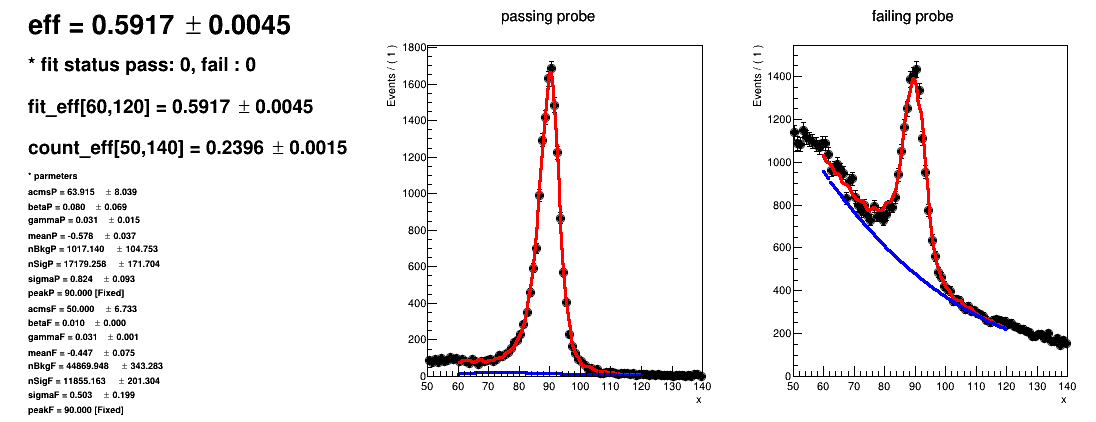 eff = 0.5917 ± 0.0045
* fit status pass: 0, fail : 0
fit_eff[60,120] = 0.5917 ± 0.0045
count_eff[50,140] = 0.2396 ± 0.0015
* parmeters
acmsP = 63.915 ± 8.039
betaP = 0.080 ± 0.069
gammaP = 0.031 ± 0.015
meanP = -0.578 ± 0.037
nBkgP = 1017.140 ± 104.753
nSigP = 17179.258 ± 171.704
sigmaP = 0.824 ± 0.093
peakP = 90.000 [Fixed]
acmsF = 50.000 ± 6.733
betaF = 0.010 ± 0.000
gammaF = 0.031 ± 0.001
meanF = -0.447 ± 0.075
nBkgF = 44869.948 ± 343.283
nSigF = 11855.163 ± 201.304
sigmaF = 0.503 ± 0.199
peakF = 90.000 [Fixed]
passing probe
Events / ( 1 )
1800
1600
1400
1200
1000
800
600
400
200
0
50 60 70 80 90 100 110 120 130 140
x
failing probe
Events / ( 1 )
1400
1200
1000
800
600
400
200
0
50 60 70 80 90 100 110 120 130 140
x